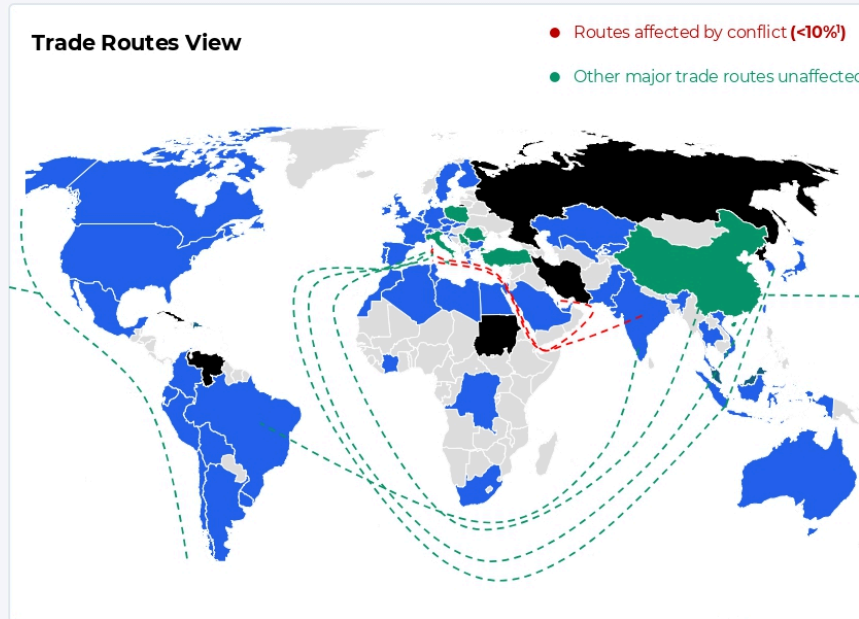 Trade Routes View
Routes affected by conflict (<10%¹)
Other major trade routes unaffected